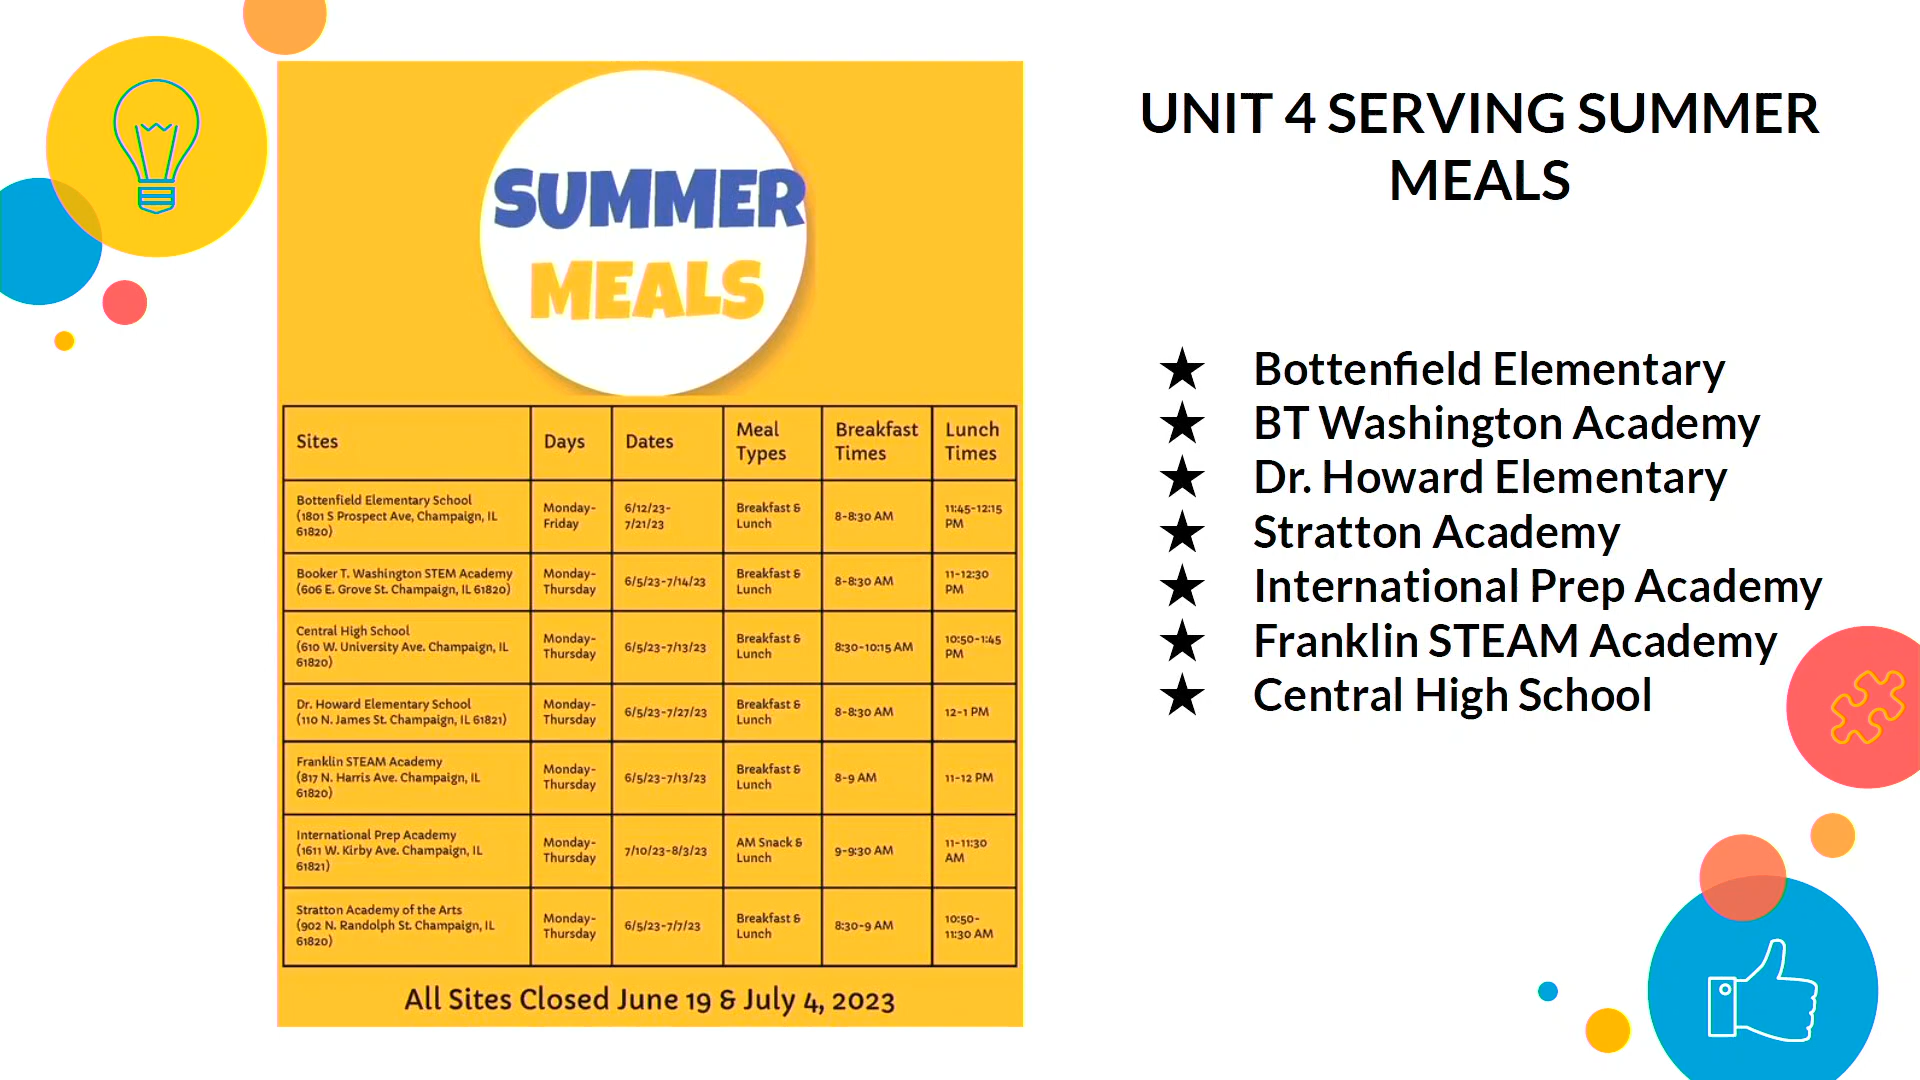 SUMMER
MEALS
Sites
Days
Dates
Meal
Types
Breakfast
Times
Lunch
Times
Bottenfield Elementary School
(1801 S Prospect Ave, Champaign, IL
61820)
Monday-
Friday
6/12/23-
7/21/23
Breakfast &
Lunch
8-8:30 AM
11:45-12:15
PM
Booker T. Washington STEM Academy
(606 E. Grove St. Champaign, IL 61820)
Monday-
Thursday
6/5/23-7/14/23
Breakfast &
Lunch
8-8:30 AM
11-12:30
PM
Central High School
(610 W. University Ave. Champaign, IL
61820)
Monday-
Thursday
6/5/23-7/13/23
Breakfast &
Lunch
8:30-10:15 AM
10:50-1:45
PM
Dr. Howard Elementary School
(110 N. James St. Champaign, IL 61821)
Monday-
Thursday
6/5/23-7/27/23
Breakfast &
Lunch
8-8:30 AM
12-1 PM
Franklin STEAM Academy
(817 N. Harris Ave. Champaign, IL
61820)
Monday-
Thursday
6/5/23-7/13/23
Breakfast &
Lunch
8-9 AM
11-12 PM
International Prep Academy
(1611 W. Kirby Ave. Champaign, IL
61821)
Monday-
Thursday
7/10/23-8/3/23
AM Snack &
Lunch
9-9:30 AM
11-11:30
AM
Stratton Academy of the Arts
(902 N. Randolph St. Champaign, IL
61820)
Monday-
Thursday
6/5/23-7/7/23
Breakfast &
Lunch
8:30-9 AM
10:50-
11:30 AM
All Sites Closed June 19 & July 4, 2023
UNIT 4 SERVING SUMMER
MEALS
★ Bottenfield Elementary
★ BT Washington Academy
★ Dr. Howard Elementary
★ Stratton Academy
★ International Prep Academy
★ Franklin STEAM Academy
★ Central High School